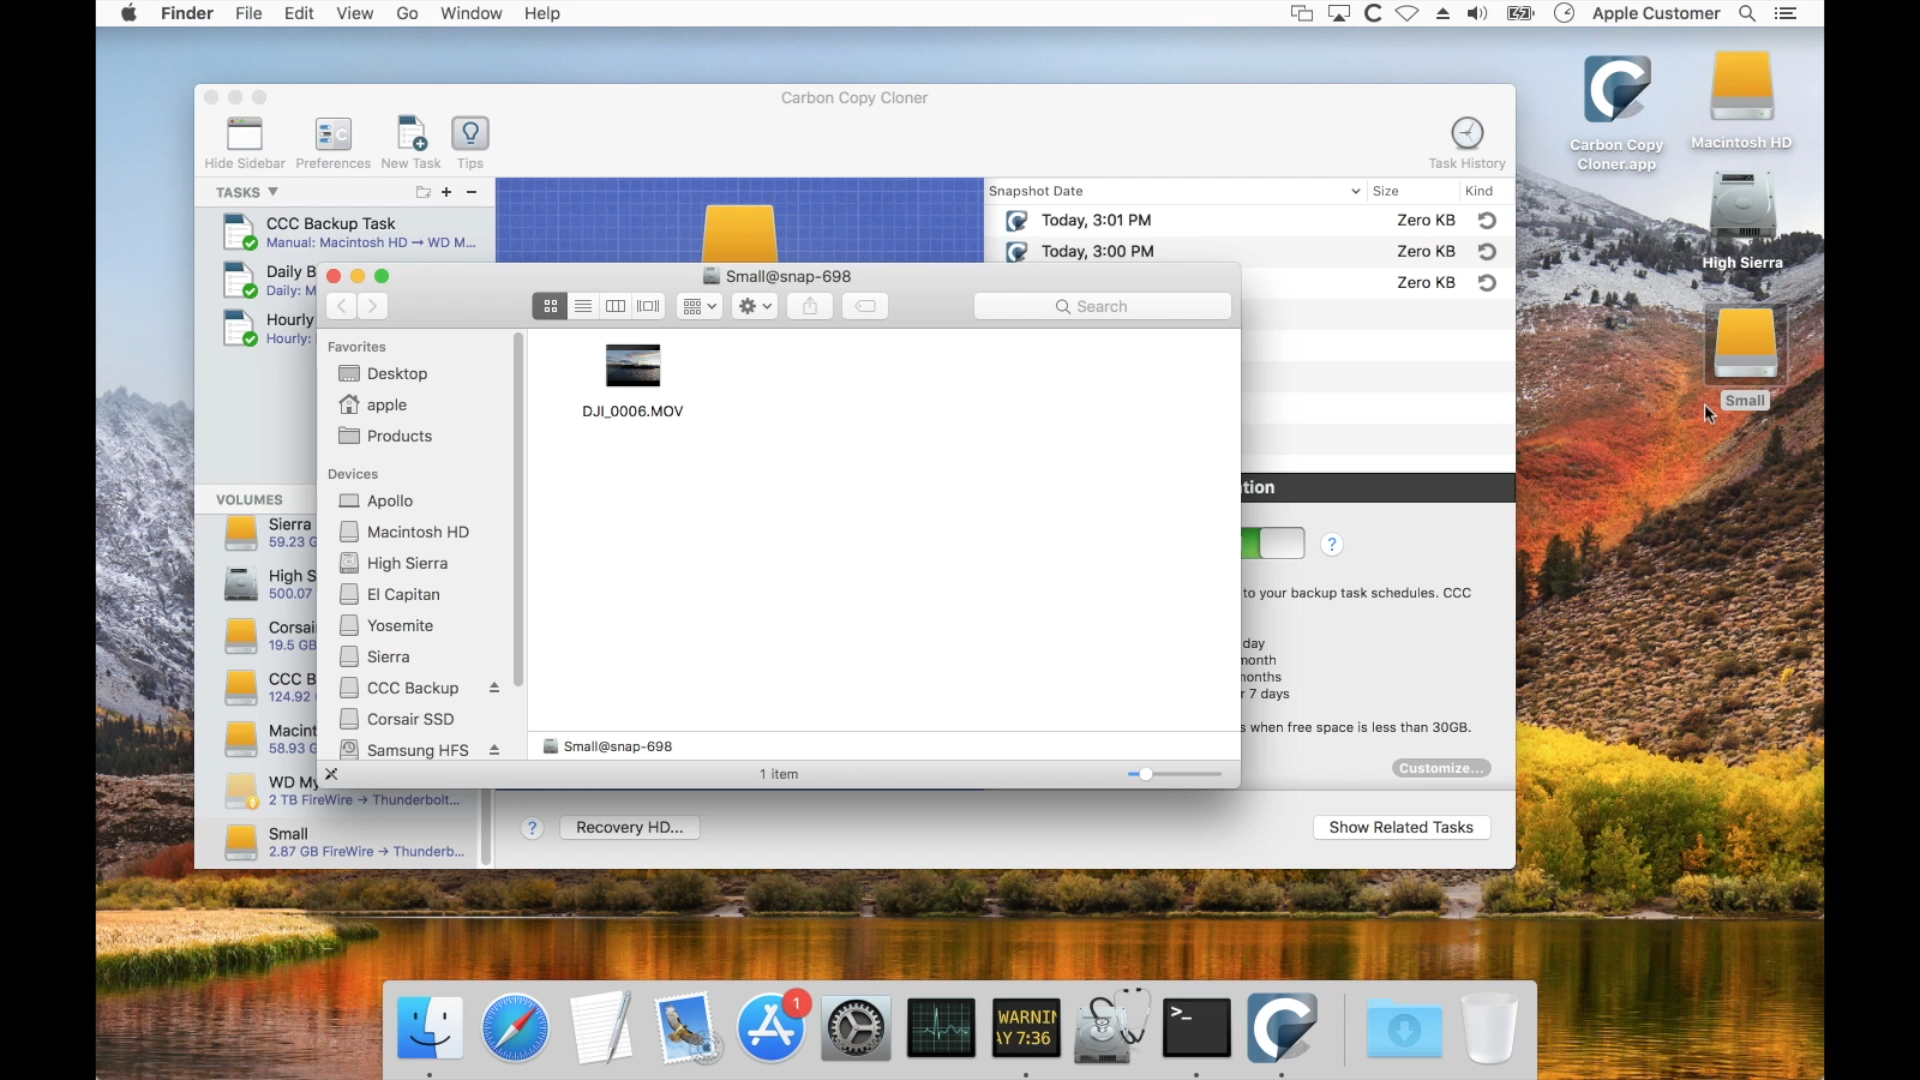 Finder File Edit View Go Window Help
Apple Customer
Carbon Copy Cloner
Hide Sidebar Preferences New Task Tips
Task History
TASKS
Snapshot Date Size Kind
CCC Backup Task
Manual: Macintosh HD → WD M...
Today, 3:01 PM Zero KB
Today, 3:00 PM Zero KB
Zero KB
Daily B
Daily: M
Hourly
Hourly:
Small@snap-698
Search
Favorites
Desktop
apple
Products
Devices
Apollo
Macintosh HD
High Sierra
El Capitan
Yosemite
Sierra
CCC Backup
Corsair SSD
Samsung HFS
DJI_0006.MOV
Small@snap-698
1 item
VOLUMES
Sierra
59.23 G
High S
500.07
Corsai
19.5 GB
CCC B
124.92
Macint
58.93 G
WD My
2 TB FireWire → Thunderbolt...
Small
2.87 GB FireWire → Thunderb...
tion
?
to your backup task schedules. CCC
day
month
onths
r 7 days
s when free space is less than 30GB.
Customize...
?
Recovery HD...
Show Related Tasks
Carbon Copy
Cloner.app
Macintosh HD
High Sierra
Small
1
WARNIN
AY 7:36
>_